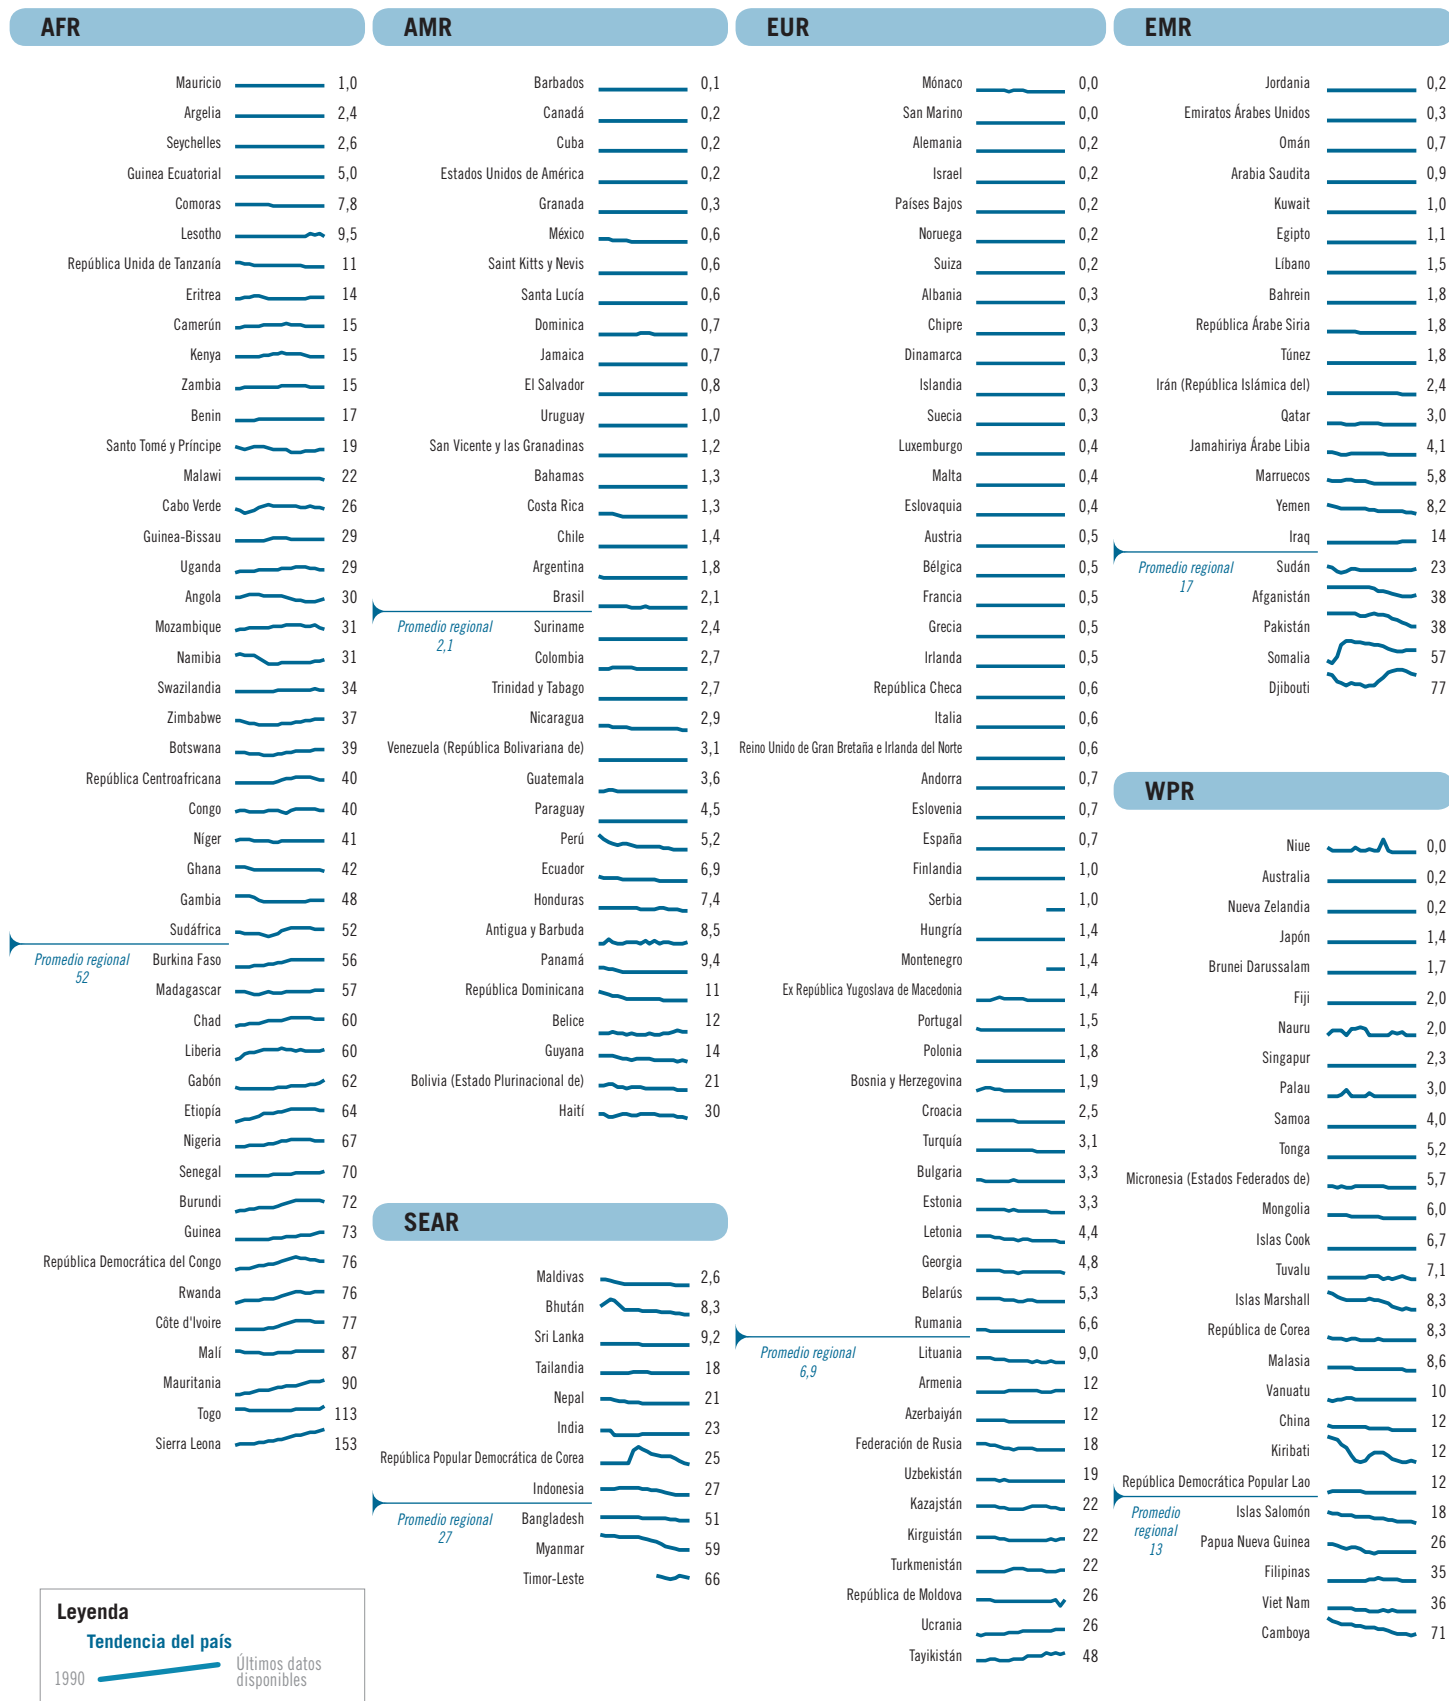 AFR
Mauricio 1,0
Argelia 2,4
Seychelles 2,6
Guinea Ecuatorial 5,0
Comoras 7,8
Lesotho 9,5
República Unida de Tanzanía 11
Eritrea 14
Camerún 15
Kenya 15
Zambia 15
Benin 17
Santo Tomé y Príncipe 19
Malawi 22
Cabo Verde 26
Guinea-Bissau 29
Uganda 29
Angola 30
Mozambique 31
Namibia 31
Swazilandia 34
Zimbabwe 37
Botswana 39
República Centroafricana 40
Congo 40
Níger 41
Ghana 42
Gambia 48
Sudáfrica 52
Promedio regional
52
Burkina Faso 56
Madagascar 57
Chad 60
Liberia 60
Gabón 62
Etiopía 64
Nigeria 67
Senegal 70
Burundi 72
Guinea 73
República Democrática del Congo 76
Rwanda 76
Côte d'Ivoire 77
Malí 87
Mauritania 90
Togo 113
Sierra Leona 153
Leyenda
Tendencia del país
1990
Últimos datos
disponibles
AMR
Barbados 0,1
Canadá 0,2
Cuba 0,2
Estados Unidos de América 0,2
Granada 0,3
México 0,6
Saint Kitts y Nevis 0,6
Santa Lucía 0,6
Dominica 0,7
Jamaica 0,7
El Salvador 0,8
Uruguay 1,0
San Vicente y las Granadinas 1,2
Bahamas 1,3
Costa Rica 1,3
Chile 1,4
Argentina 1,8
Brasil 2,1
Promedio regional
2,1
Suriname 2,4
Colombia 2,7
Trinidad y Tabago 2,7
Nicaragua 2,9
Venezuela (República Bolivariana de) 3,1
Guatemala 3,6
Paraguay 4,5
Perú 5,2
Ecuador 6,9
Honduras 7,4
Antigua y Barbuda 8,5
Panamá 9,4
República Dominicana 11
Belice 12
Guyana 14
Bolivia (Estado Plurinacional de) 21
Haití 30
SEAR
Maldivas 2,6
Bhután 8,3
Sri Lanka 9,2
Tailandia 18
Nepal 21
India 23
República Popular Democrática de Corea 25
Indonesia 27
Promedio regional
27
Bangladesh 51
Myanmar 59
Timor-Leste 66
EUR
Mónaco 0,0
San Marino 0,0
Alemania 0,2
Israel 0,2
Países Bajos 0,2
Noruega 0,2
Suiza 0,2
Albania 0,3
Chipre 0,3
Dinamarca 0,3
Islandia 0,3
Suecia 0,3
Luxemburgo 0,4
Malta 0,4
Eslovaquia 0,4
Austria 0,5
Bélgica 0,5
Francia 0,5
Grecia 0,5
Irlanda 0,5
República Checa 0,6
Italia 0,6
Reino Unido de Gran Bretaña e Irlanda del Norte 0,6
Andorra 0,7
Eslovenia 0,7
España 0,7
Finlandia 1,0
Serbia 1,0
Hungría 1,4
Montenegro 1,4
Ex República Yugoslava de Macedonia 1,4
Portugal 1,5
Polonia 1,8
Bosnia y Herzegovina 1,9
Croacia 2,5
Turquía 3,1
Bulgaria 3,3
Estonia 3,3
Letonia 4,4
Georgia 4,8
Belarús 5,3
Rumania 6,6
Promedio regional
6,9
Lituania 9,0
Armenia 12
Azerbaiyán 12
Federación de Rusia 18
Uzbekistán 19
Kazajstán 22
Kirguistán 22
Turkmenistán 22
República de Moldova 26
Ucrania 26
Tayikistán 48
EMR
Jordania 0,2
Emiratos Árabes Unidos 0,3
Omán 0,7
Arabia Saudita 0,9
Kuwait 1,0
Egipto 1,1
Líbano 1,5
Bahrein 1,8
República Árabe Siria 1,8
Túnez 1,8
Irán (República Islámica del) 2,4
Qatar 3,0
Jamahiriya Árabe Libia 4,1
Marruecos 5,8
Yemen 8,2
Iraq 14
Promedio regional
17
Sudán 23
Afganistán 38
Pakistán 38
Somalia 57
Djibouti 77
WPR
Niue 0,0
Australia 0,2
Nueva Zelandia 0,2
Japón 1,4
Brunei Darussalam 1,7
Fiji 2,0
Nauru 2,0
Singapur 2,3
Palau 3,0
Samoa 4,0
Tonga 5,2
Micronesia (Estados Federados de) 5,7
Mongolia 6,0
Islas Cook 6,7
Tuvalu 7,1
Islas Marshall 8,3
República de Corea 8,3
Malasia 8,6
Vanuatu 10
China 12
Kiribati 12
República Democrática Popular Lao 12
Promedio
regional
13
Islas Salomón 18
Papua Nueva Guinea 26
Filipinas 35
Viet Nam 36
Camboya 71